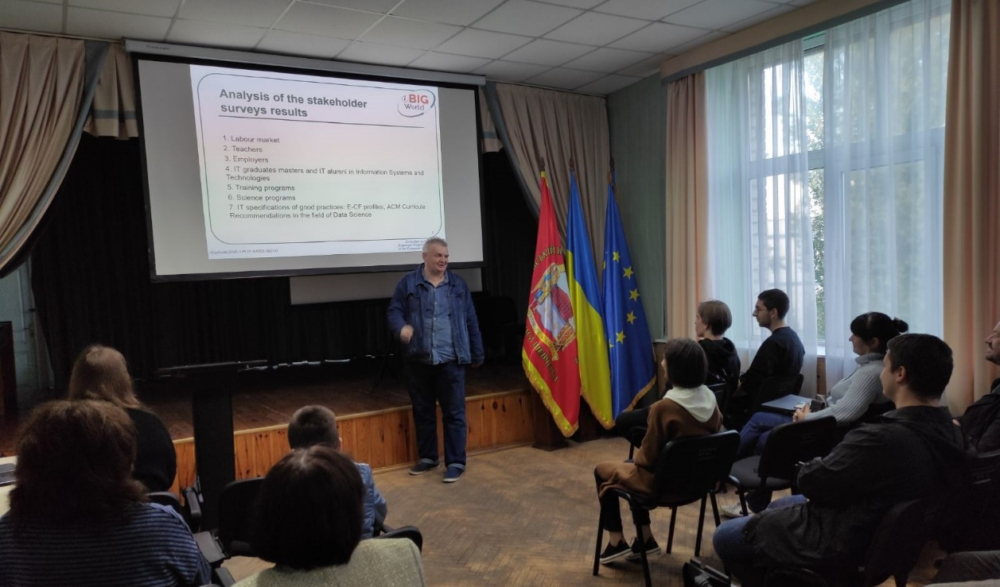 Analysis of the stakeholder
surveys results
iBIG
World
1. Labour market
2. Teachers
3. Employers
4. IT graduates masters and IT alumni in Information Systems and
Technologies
5. Training programs
6. Science programs
7. IT specifications of good practices: E-CF profiles, ACM Curricula
Recommendations in the field of Data Science